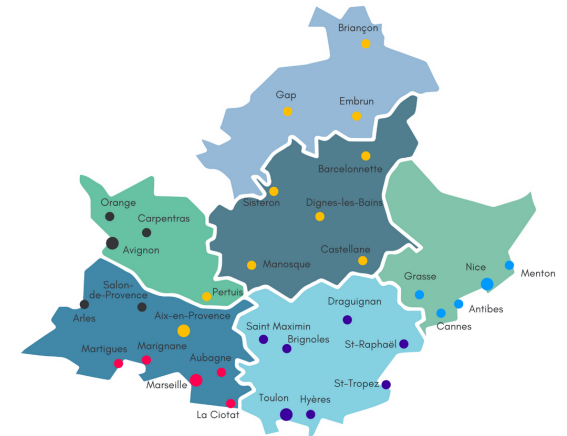 Briançon
Gap
Embrun
Barcelonnette
Sisteron
Dignes-les-Bains
Orange
Carpentras
Avignon
Castellane
Manosque
Pertuis
Grasse
Nice
Menton
Antibes
Cannes
Salon-
de-Provence
Arles
Aix-en-Provence
Draguignan
Saint Maximin
Brignoles
St-Raphaël
Martigues
Marignane
Aubagne
Marseille
La Ciotat
St-Tropez
Toulon
Hyères